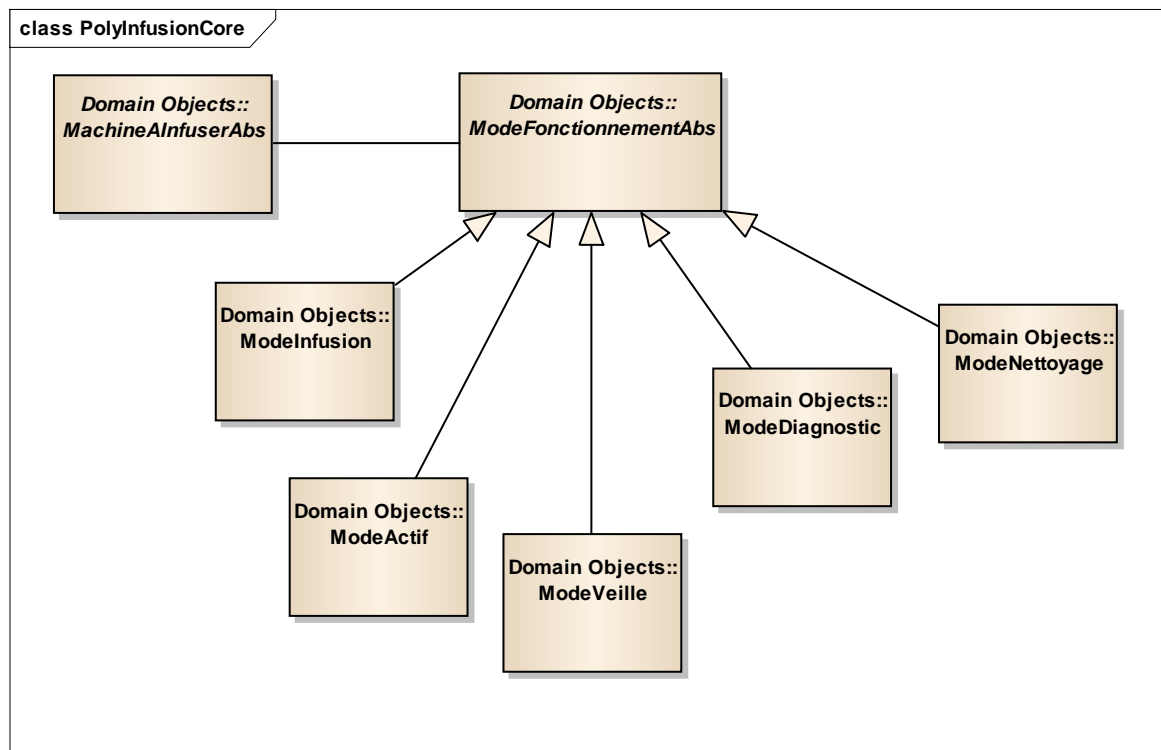 class PolyInfusionCore
Domain Objects::
MachineAInfuserAbs
Domain Objects::
ModeFonctionnementAbs
Domain Objects::
ModeInfusion
Domain Objects::
ModeNettoyage
Domain Objects::
ModeDiagnostic
Domain Objects::
ModeActif
Domain Objects::
ModeVeille